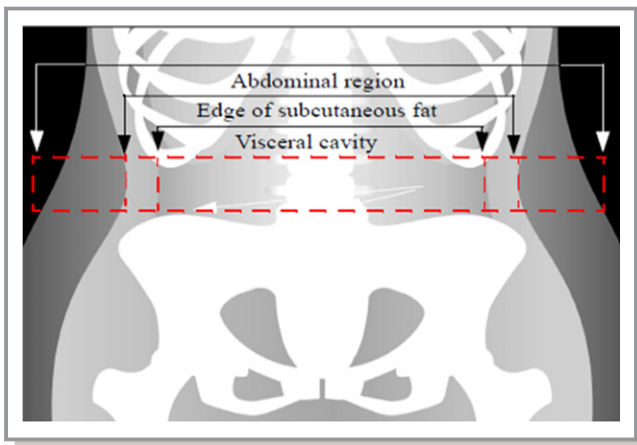 Abdominal region
Edge of subcutaneous fat
Visceral cavity